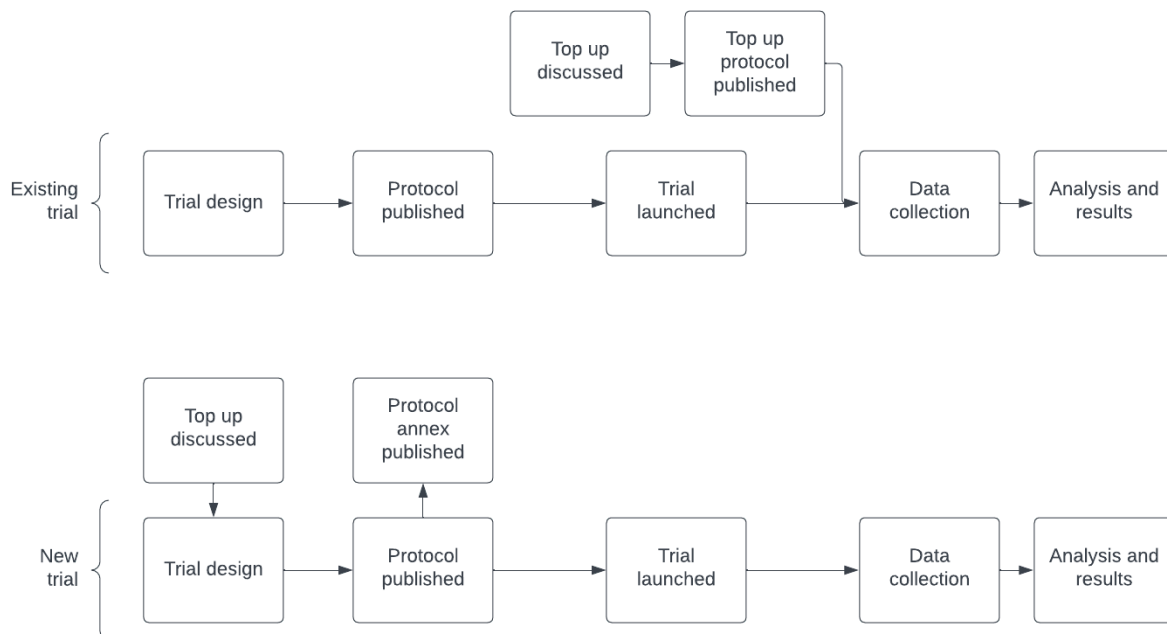 Top up
discussed
Top up
protocol
published
Existing
trial
Trial design
Protocol
published
Trial
launched
Data
collection
Analysis and
results
Top up
discussed
Protocol
annex
published
New
trial
Trial design
Protocol
published
Trial
launched
Data
collection
Analysis and
results